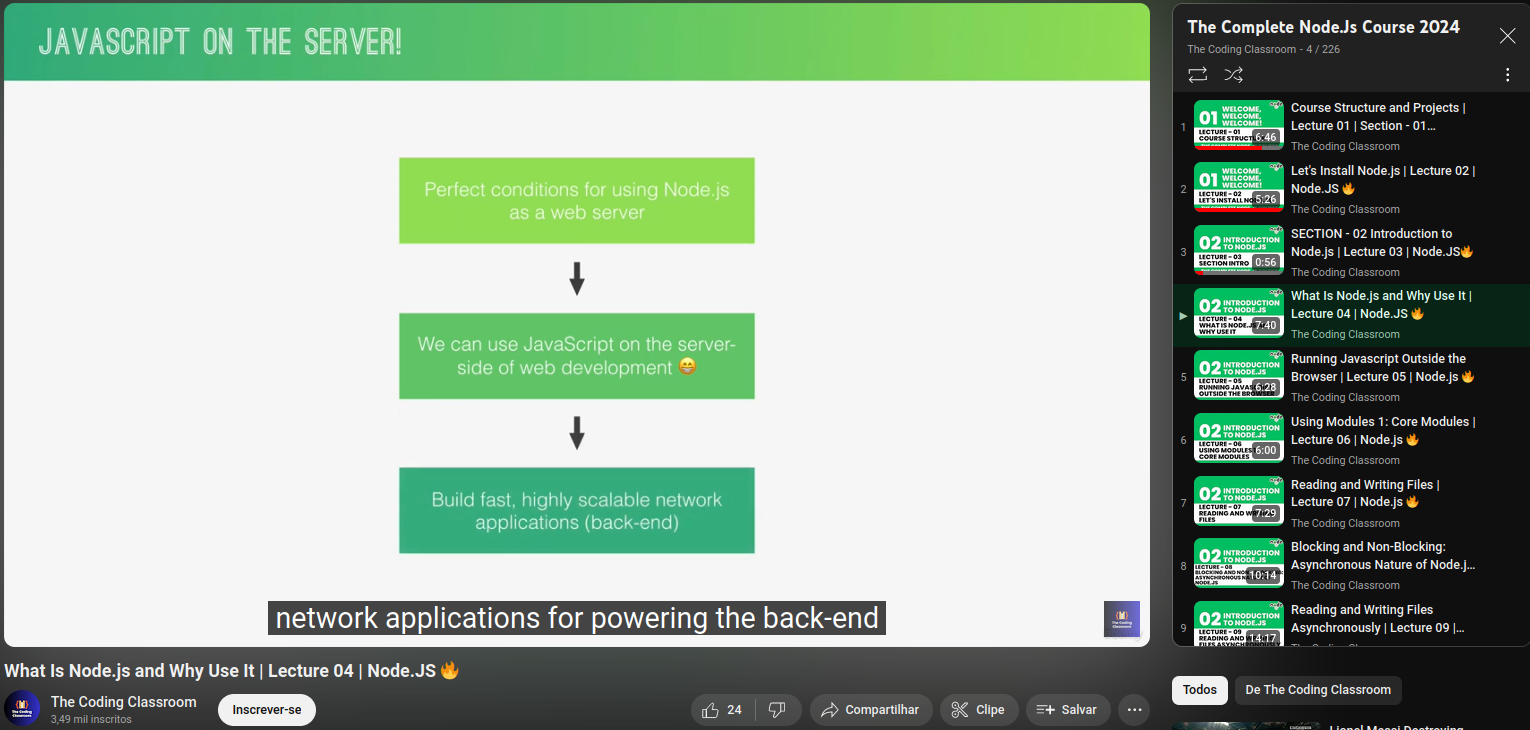 JAVASCRIPT ON THE SERVER!
Perfect conditions for using Node.js
as a web server
We can use JavaScript on the server-
side of web development 😁
Build fast, highly scalable network
applications (back-end)
network applications for powering the back-end
What Is Node.js and Why Use It | Lecture 04 | Node.JS 🔥
The Coding Classroom
3,49 mil inscritos
Inscrever-se
24
Compartilhar
Clipe
Salvar
The Complete Node.Js Course 2024
The Coding Classroom - 4 / 226
1
01 WELCOME,
WELCOME,
WELCOME!
LECTURE - 01
6:46
Course Structure and Projects |
Lecture 01 | Section - 01...
The Coding Classroom
2
01 WELCOME,
WELCOME,
WELCOME!
LECTURE - 02
5:26
Let's Install Node.js | Lecture 02 |
Node.JS 🔥
The Coding Classroom
3
02 INTRODUCTION
TO NODE.JS
LECTURE - 03
SECTION INTRO
0:56
SECTION - 02 Introduction to
Node.js | Lecture 03 | Node.JS🔥
The Coding Classroom
02 INTRODUCTION
TO NODE.JS
LECTURE - 04
WHAT IS NODE.JS
WHY USE IT
7:40
What Is Node.js and Why Use It |
Lecture 04 | Node.JS 🔥
The Coding Classroom
5
02 INTRODUCTION
TO NODE.JS
LECTURE - 05
RUNNING
OUTSIDE THE BROWSER
6:28
Running Javascript Outside the
Browser | Lecture 05 | Node.js 🔥
The Coding Classroom
6
02 INTRODUCTION
TO NODE.JS
LECTURE - 06
USING MODULES
CORE MODULES
6:00
Using Modules 1: Core Modules |
Lecture 06 | Node.js 🔥
The Coding Classroom
7
02 INTRODUCTION
TO NODE.JS
LECTURE - 07
READING AND
FILES
7:29
Reading and Writing Files |
Lecture 07 | Node.js 🔥
The Coding Classroom
8
02 INTRODUCTION
TO NODE.JS
LECTURE - 08
BLOCKING AND
ASYNCHRONOUS
NODE.JS
10:14
Blocking and Non-Blocking:
Asynchronous Nature of Node.j...
The Coding Classroom
9
02 INTRODUCTION
TO NODE.JS
LECTURE - 09
READING AND
14:17
Reading and Writing Files
Asynchronously | Lecture 09 |...
Todos
De The Coding Classroom
Lionel Messi Destroying